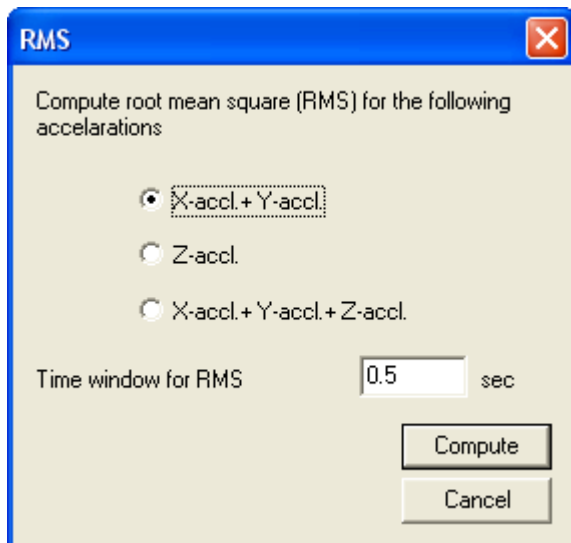 RMS
Compute root mean square (RMS) for the following
accelarations
X-accl.+ Y-accl.
Z-accl.
X-accl.+ Y-accl.+ Z-accl.
Time window for RMS 0.5 sec
Compute
Cancel